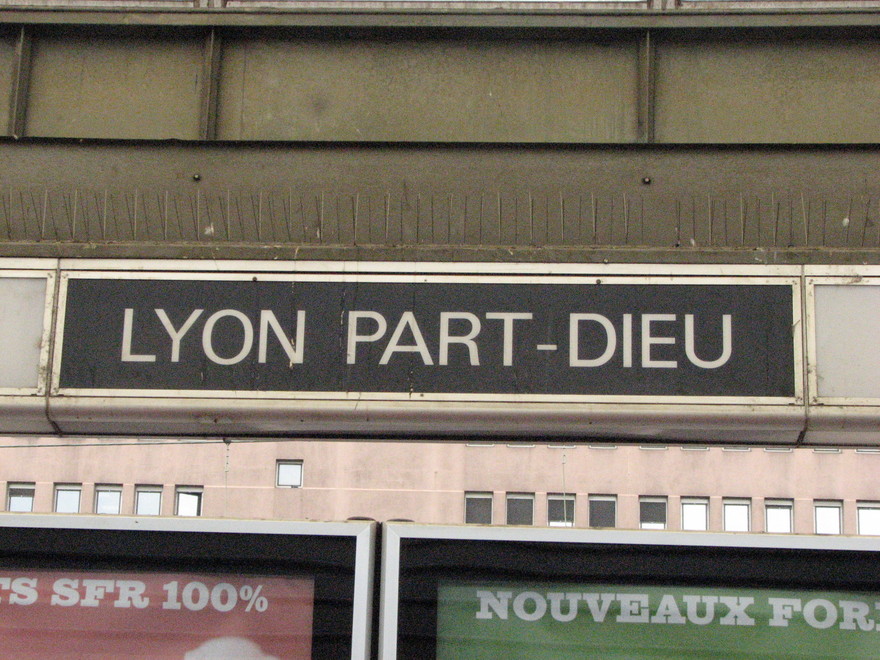 LYON PART-DIEU
SFR 100%
NOUVEAUX